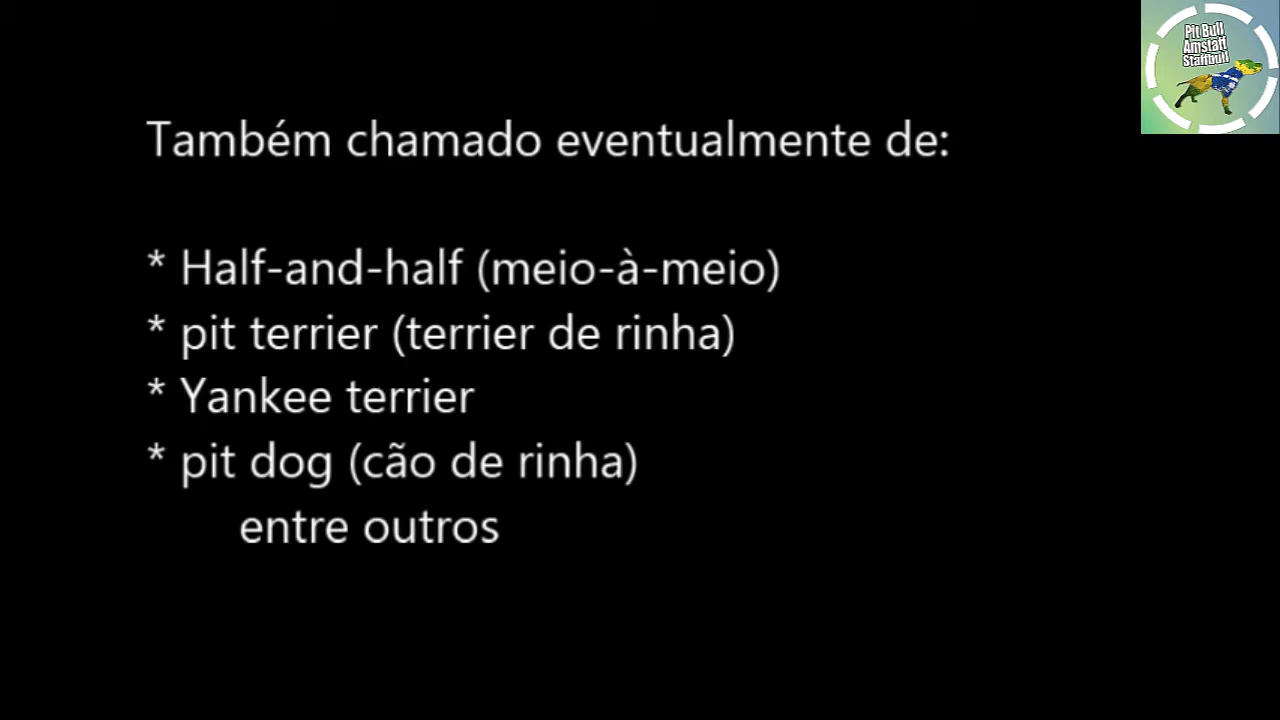 Pit Bull
Amstaff
Staffbull
Também chamado eventualmente de:
* Half-and-half (meio-à-meio)
* pit terrier (terrier de rinha)
* Yankee terrier
* pit dog (cão de rinha)
entre outros